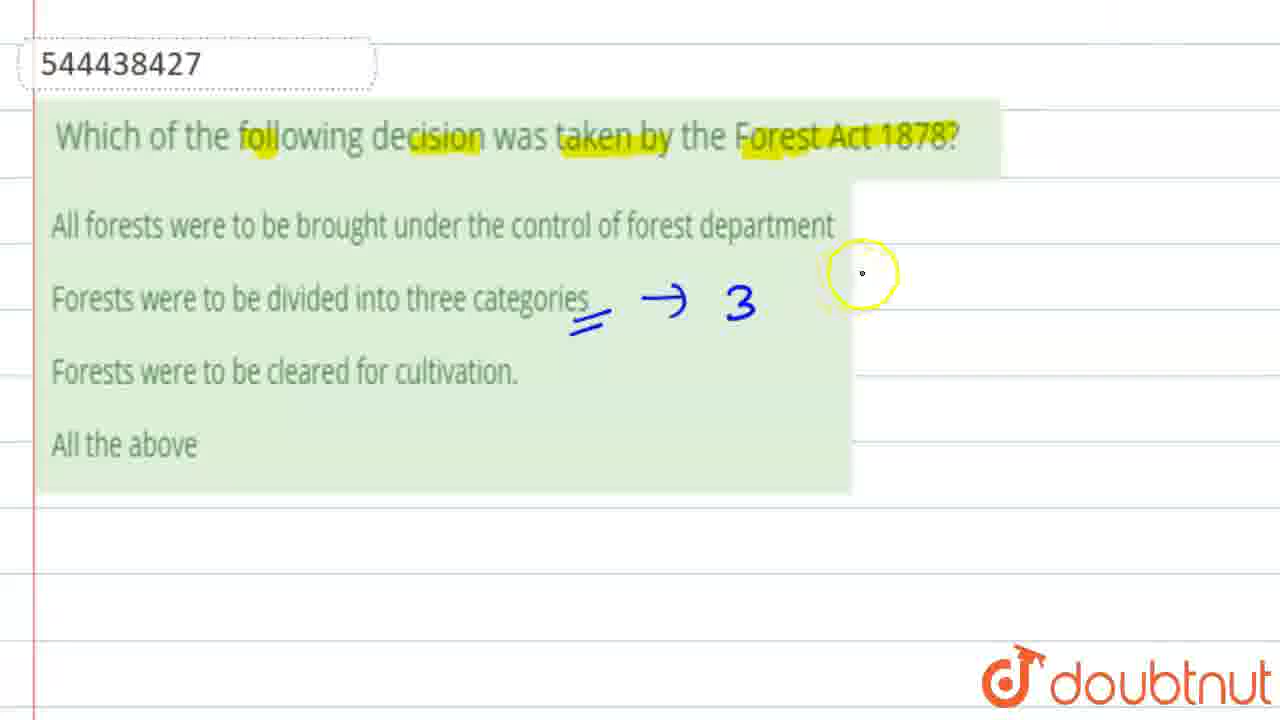 544438427
Which of the following decision was taken by the Forest Act 1878?
All forests were to be brought under the control of forest department
Forests were to be divided into three categories → 3
Forests were to be cleared for cultivation.
All the above
doubtnut